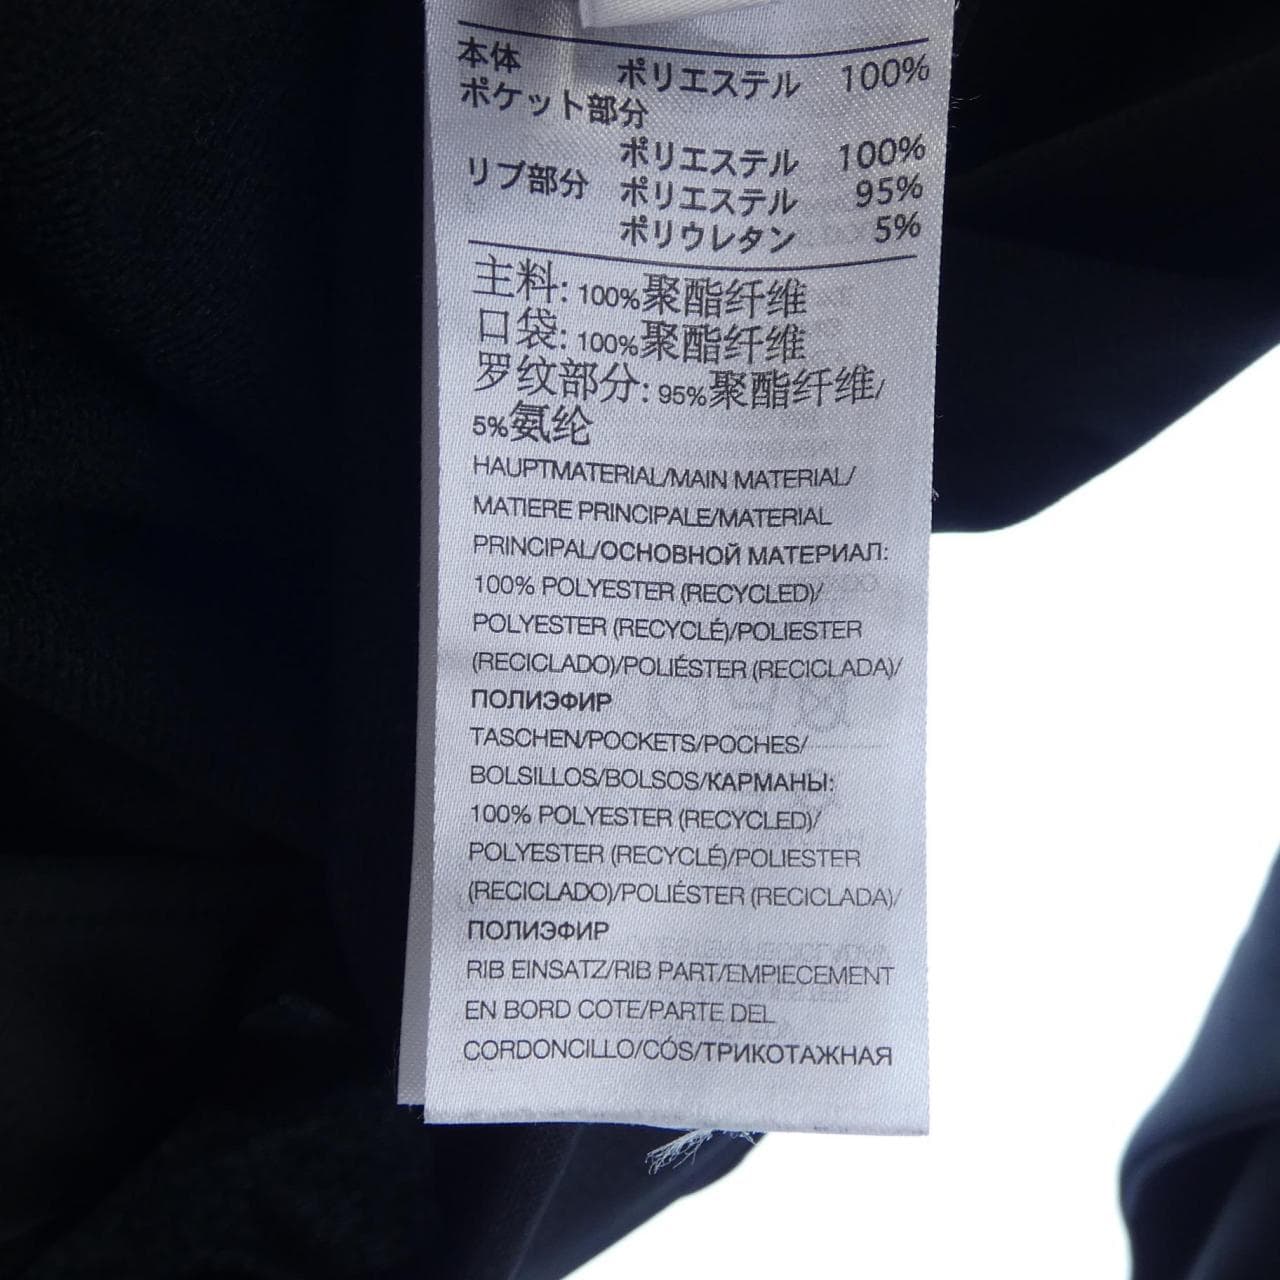 本体 ポリエステル 100%
ポケット部分
ポリエステル 100%
リブ部分 ポリエステル 95%
ポリウレタン 5%
主料: 100%聚酯纤维
口袋: 100%聚酯纤维
罗纹部分: 95%聚酯纤维/
5%氨纶
HAUPTMATERIAL/MAIN MATERIAL/
MATIERE PRINCIPALE/MATERIAL
PRINCIPAL/ОСНОВНОЙ МАТЕРИАЛ:
100% POLYESTER (RECYCLED)/
POLYESTER (RECYCLÉ)/POLIESTER
(RECICLADO)/POLIÉSTER (RECICLADA)/
ПОЛИЭФИР
TASCHEN/POCKETS/POCHES/
BOLSILLOS/BOLSOS/КАРМАНЫ:
100% POLYESTER (RECYCLED)/
POLYESTER (RECYCLÉ)/POLIESTER
(RECICLADO)/POLIÉSTER (RECICLADA)/
ПОЛИЭФИР
RIB EINSATZ/RIB PART/EMPIECEMENT
EN BORD COTE/PARTE DEL
CORDONCILLO/CÓS/ТРИКОТАЖНАЯ